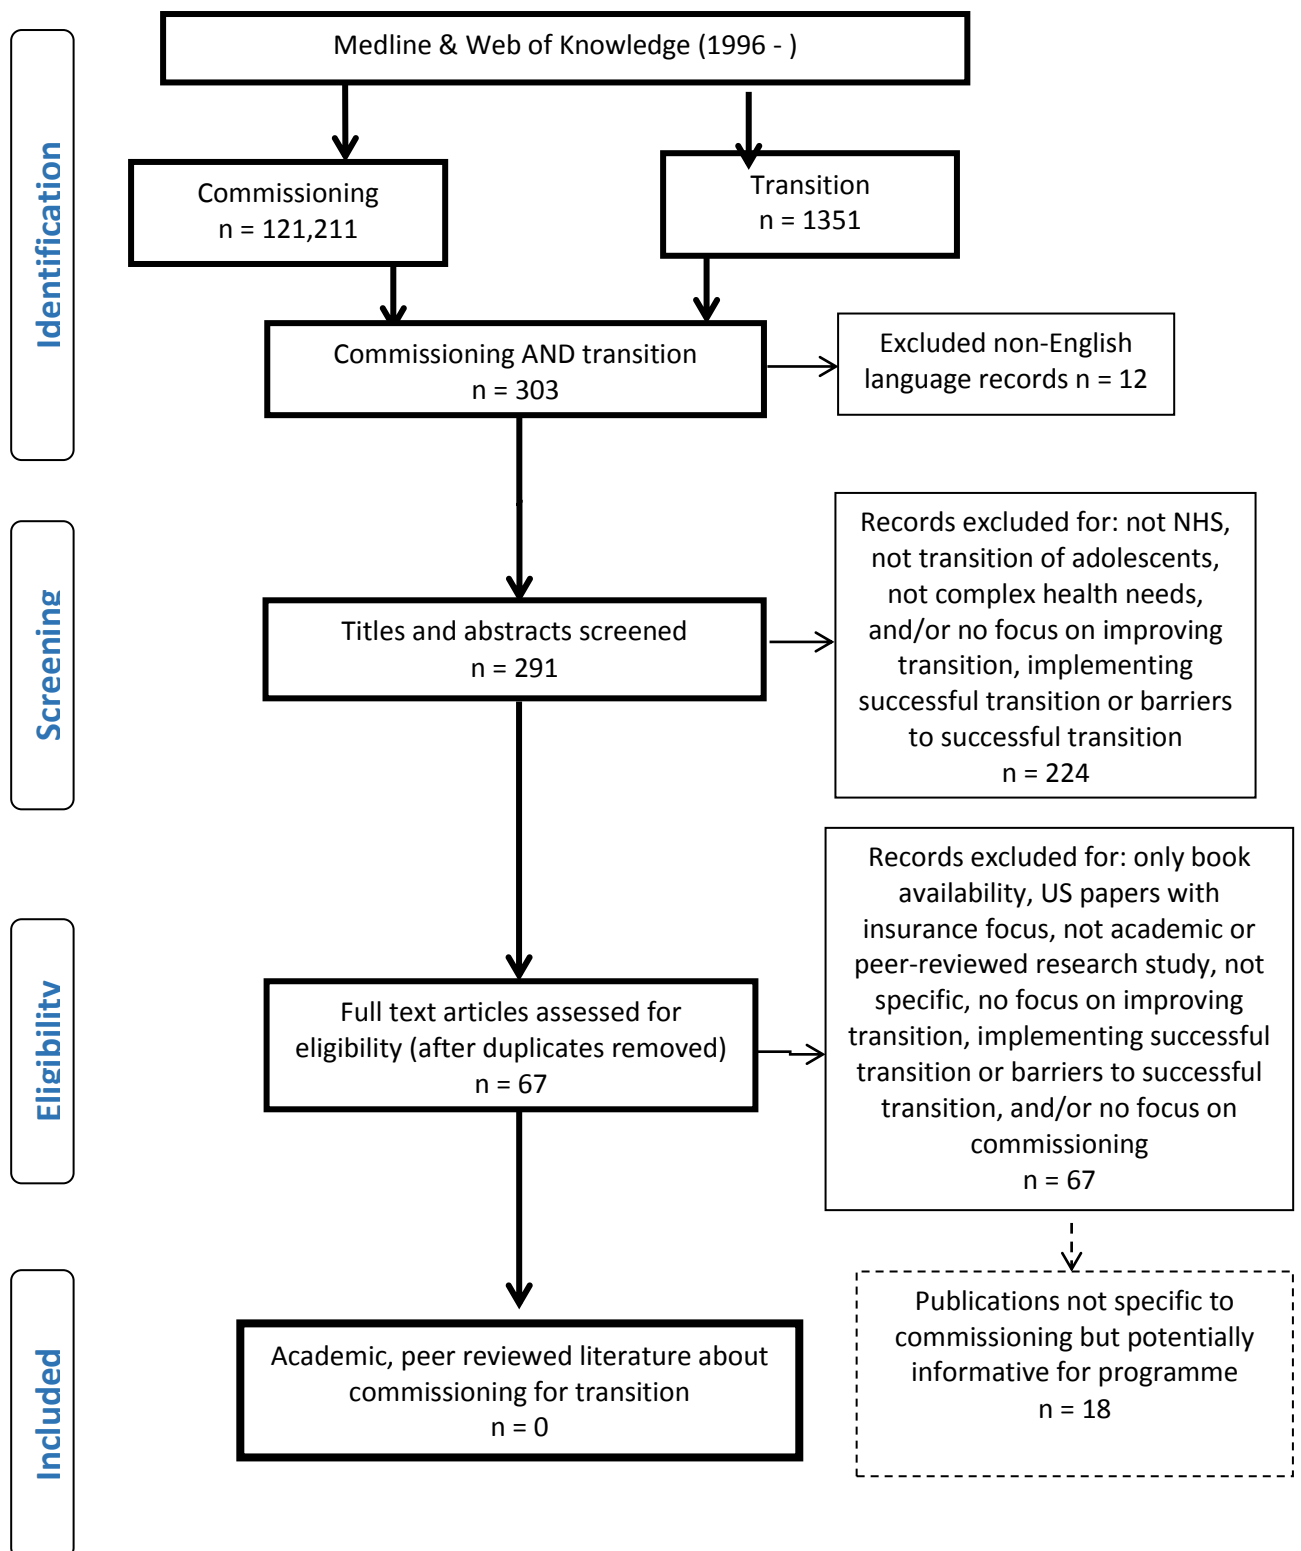 Identification
Medline & Web of Knowledge (1996 - )
Commissioning
n = 121,211
Transition
n = 1351
Commissioning AND transition
n = 303
Excluded non-English
language records n = 12
Screening
Titles and abstracts screened
n = 291
Records excluded for: not NHS,
not transition of adolescents,
not complex health needs,
and/or no focus on improving
transition, implementing
successful transition or barriers
to successful transition
n = 224
Eligibility
Full text articles assessed for
eligibility (after duplicates removed)
n = 67
Records excluded for: only book
availability, US papers with
insurance focus, not academic or
peer-reviewed research study, not
specific, no focus on improving
transition, implementing successful
transition or barriers to successful
transition, and/or no focus on
commissioning
n = 67
Included
Academic, peer reviewed literature about
commissioning for transition
n = 0
Publications not specific to
commissioning but potentially
informative for programme
n = 18